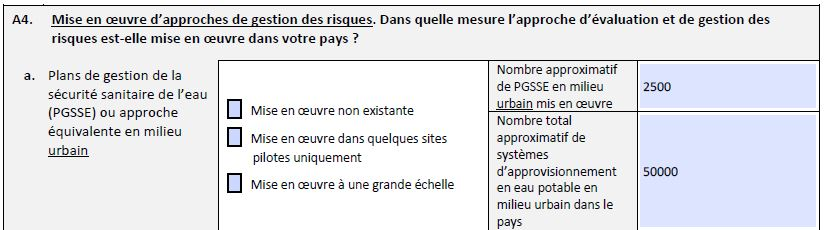 A4. Mise en œuvre d’approches de gestion des risques. Dans quelle mesure l’approche d’évaluation et de gestion des
risques est-elle mise en œuvre dans votre pays ?
a. Plans de gestion de la
sécurité sanitaire de l’eau
(PGSSE) ou approche
équivalente en milieu
urbain
Mise en œuvre non existante
Mise en œuvre dans quelques sites
pilotes uniquement
Mise en œuvre à une grande échelle
Nombre approximatif
de PGSSE en milieu
urbain mis en œuvre
2500
Nombre total
approximatif de
systèmes
d’approvisionnement
en eau potable en
milieu urbain dans le
pays
50000